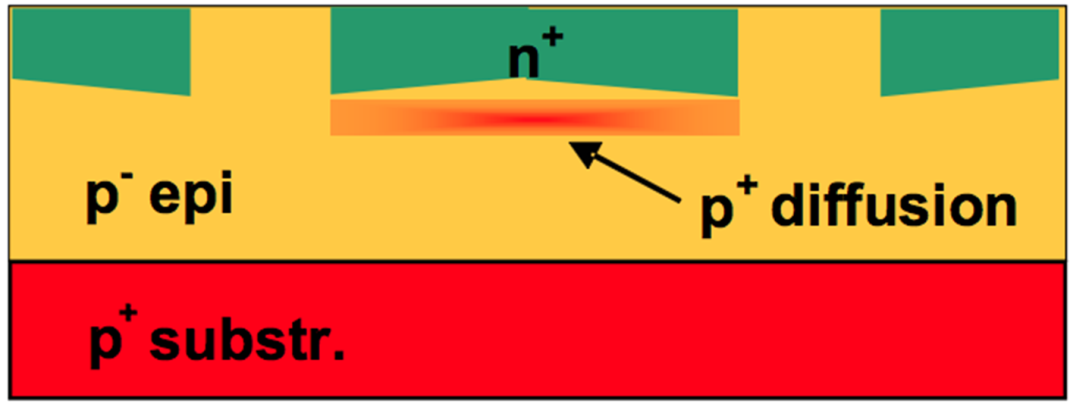 n⁺
p⁻ epi
p⁺ diffusion
p⁺ substr.